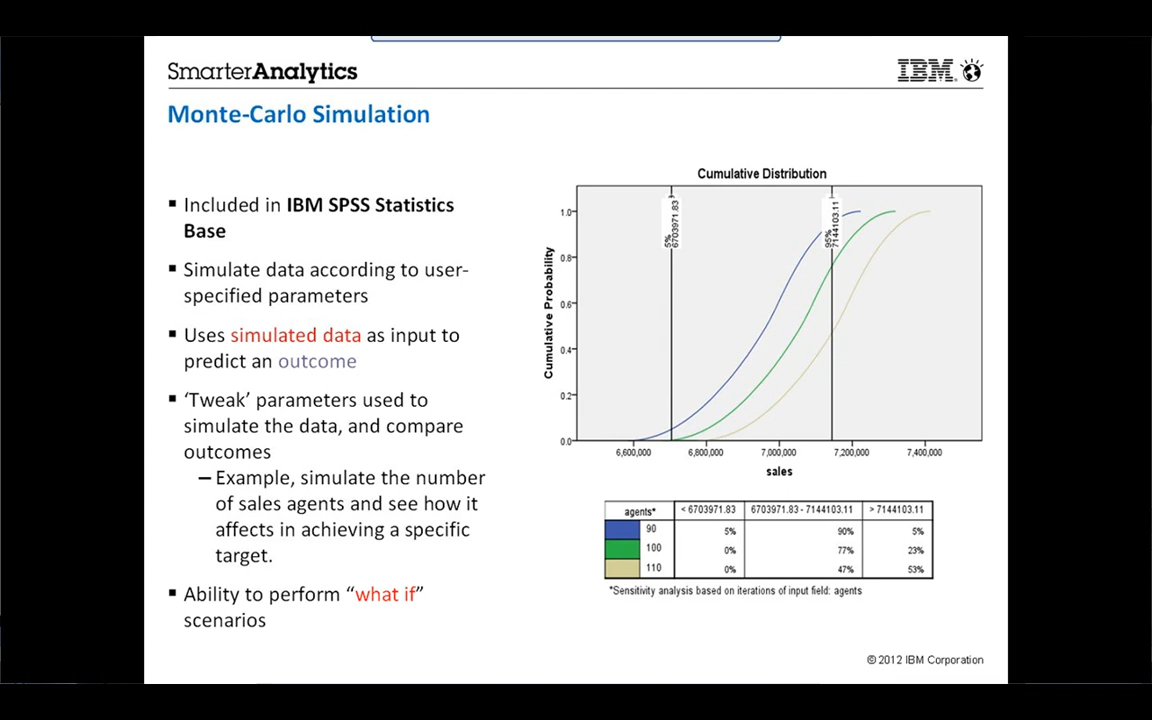 SmarterAnalytics
IBM®
Monte-Carlo Simulation
▪ Included in IBM SPSS Statistics
Base
▪ Simulate data according to user-
specified parameters
▪ Uses simulated data as input to
predict an outcome
▪ ‘Tweak’ parameters used to
simulate the data, and compare
outcomes
– Example, simulate the number
of sales agents and see how it
affects in achieving a specific
target.
▪ Ability to perform “what if”
scenarios
Cumulative Distribution
5%
6703971.83
95%
7144103.11
Cumulative Probability
1.0
0.8
0.6
0.4
0.2
0.0
6,600,000 6,800,000 7,000,000 7,200,000 7,400,000
sales
agents* < 6703971.83 6703971.83 - 7144103.11 > 7144103.11
90 5% 90% 5%
100 0% 77% 23%
110 0% 47% 53%
*Sensitivity analysis based on iterations of input field: agents
© 2012 IBM Corporation